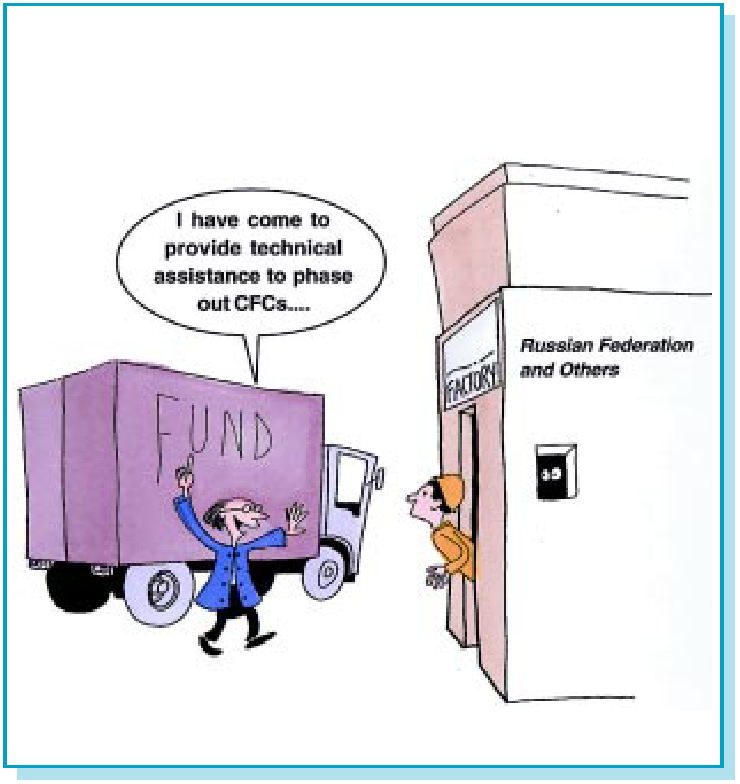 I have come to
provide technical
assistance to phase
out CFCs....
FUND
FACTORY
Russian Federation
and Others